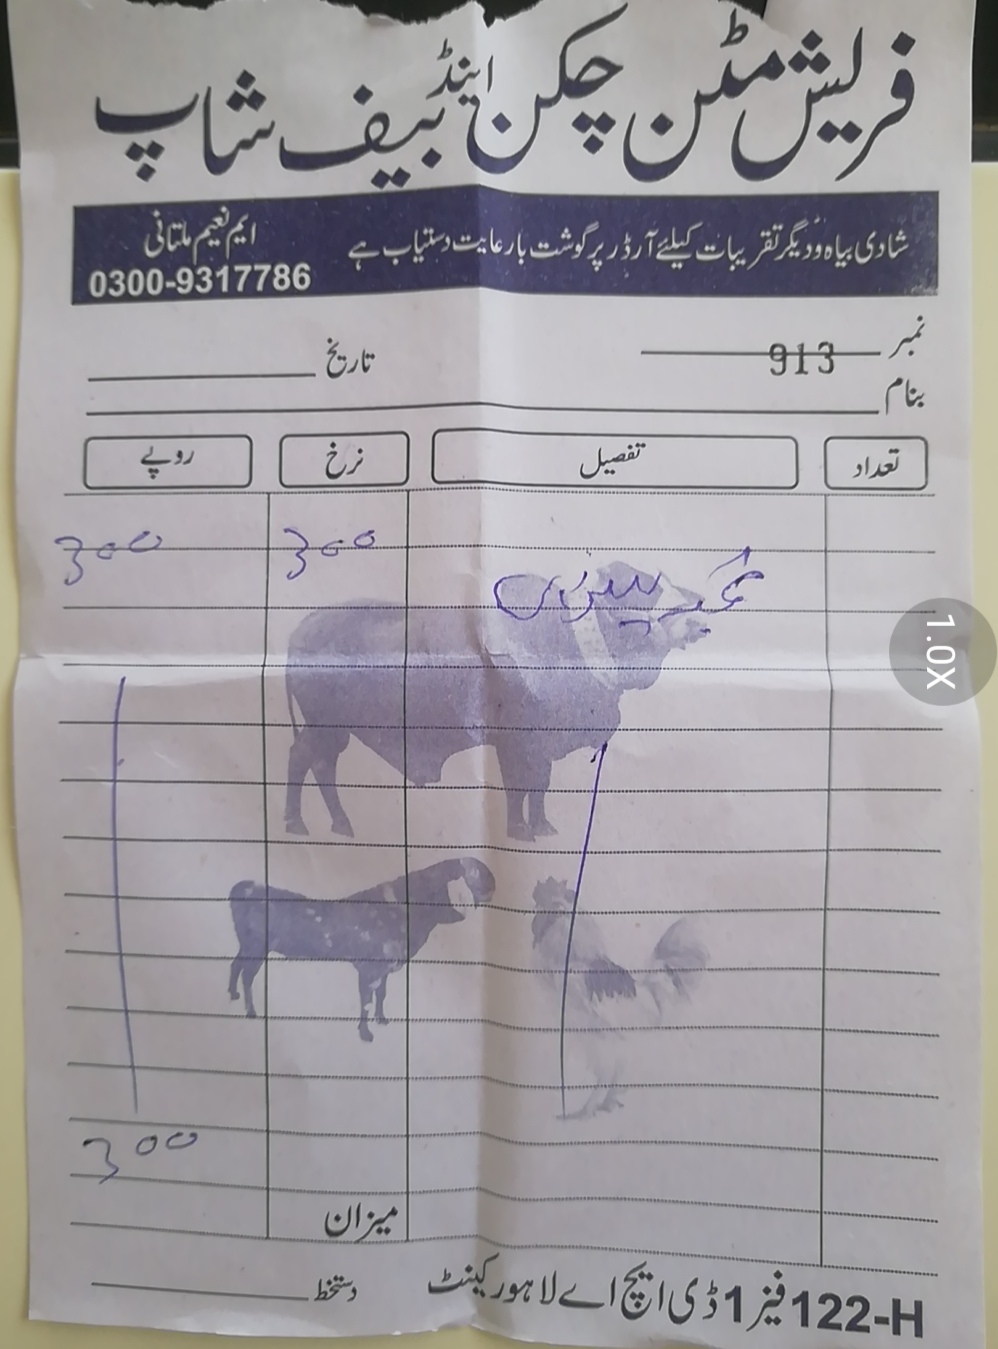 فریش مٹن چکن اینڈ بیف شاپ
شادی بیاہ ودیگر تقریبات کیلئے آرڈر پر گوشت بارعایت دستیاب ہے
ایم نعیم ملتانی
0300-9317786
نمبر 913 تاریخ
بنام
تعداد تفصیل نرخ روپے
300 300
300
میزان
122-H فیز 1 ڈی ایچ اے لاہور کینٹ
دستخط
1.0X